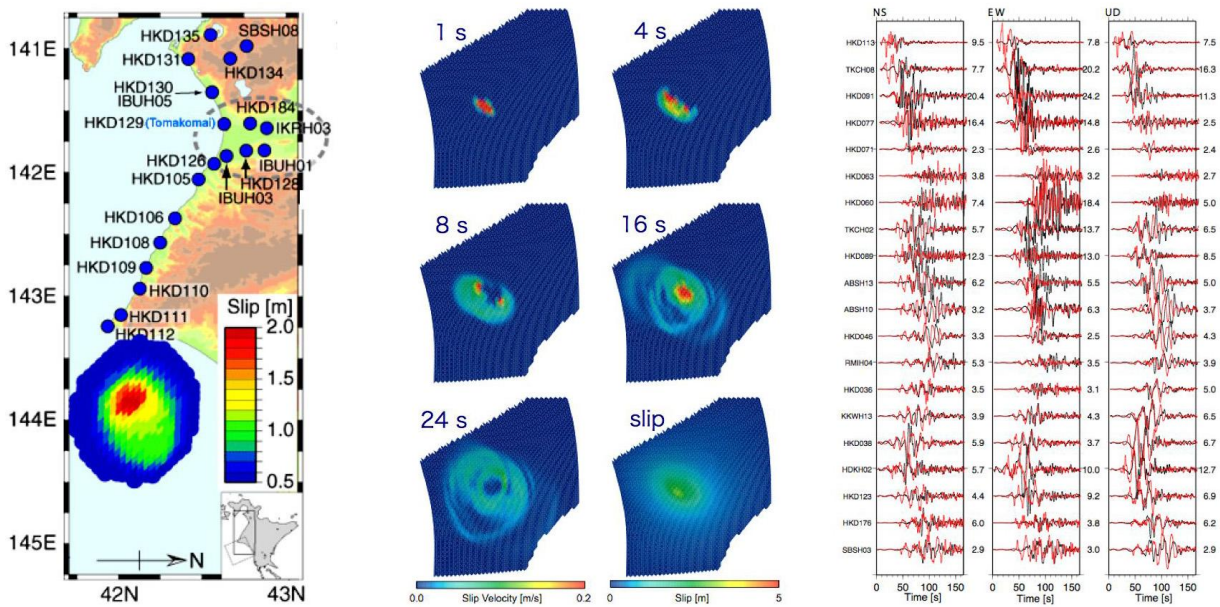 141E
142E
143E
144E
145E
42N
43N
N
HKD135
SBSH08
HKD131
HKD134
HKD130
IBUH05
HKD184
HKD129(Tomakomai)
IKRH03
HKD126
IBUH01
HKD105
HKD128
IBUH03
HKD106
HKD108
HKD109
HKD110
HKD111
HKD112
Slip [m]
2.0
1.5
1.0
0.5
1 s
4 s
8 s
16 s
24 s
slip
0.0
0.2
Slip Velocity [m/s]
0
5
Slip [m]
NS
EW
UD
HKD113 9.5 7.8 7.5
TKCH08 7.7 20.2 16.3
HKD091 20.4 24.2 11.3
HKD077 16.4 14.8 2.5
HKD071 2.3 2.6 2.4
HKD063 3.8 3.2 2.7
HKD060 7.4 18.4 5.0
TKCH02 5.7 13.7 6.5
HKD089 12.3 13.0 8.5
ABSH13 6.2 5.5 5.0
ABSH10 3.2 6.3 3.7
HKD046 3.3 2.5 4.3
RMIH04 5.3 3.5 3.9
HKD036 3.5 3.1 5.0
KKWH13 3.9 4.3 6.5
HKD038 5.9 3.7 6.7
HDKH02 5.7 10.0 12.7
HKD123 4.4 9.2 6.9
HKD176 6.0 3.8 6.2
SBSH03 2.9 3.0 2.9
0 50 100 150
0 50 100 150
0 50 100 150
Time [s]
Time [s]
Time [s]